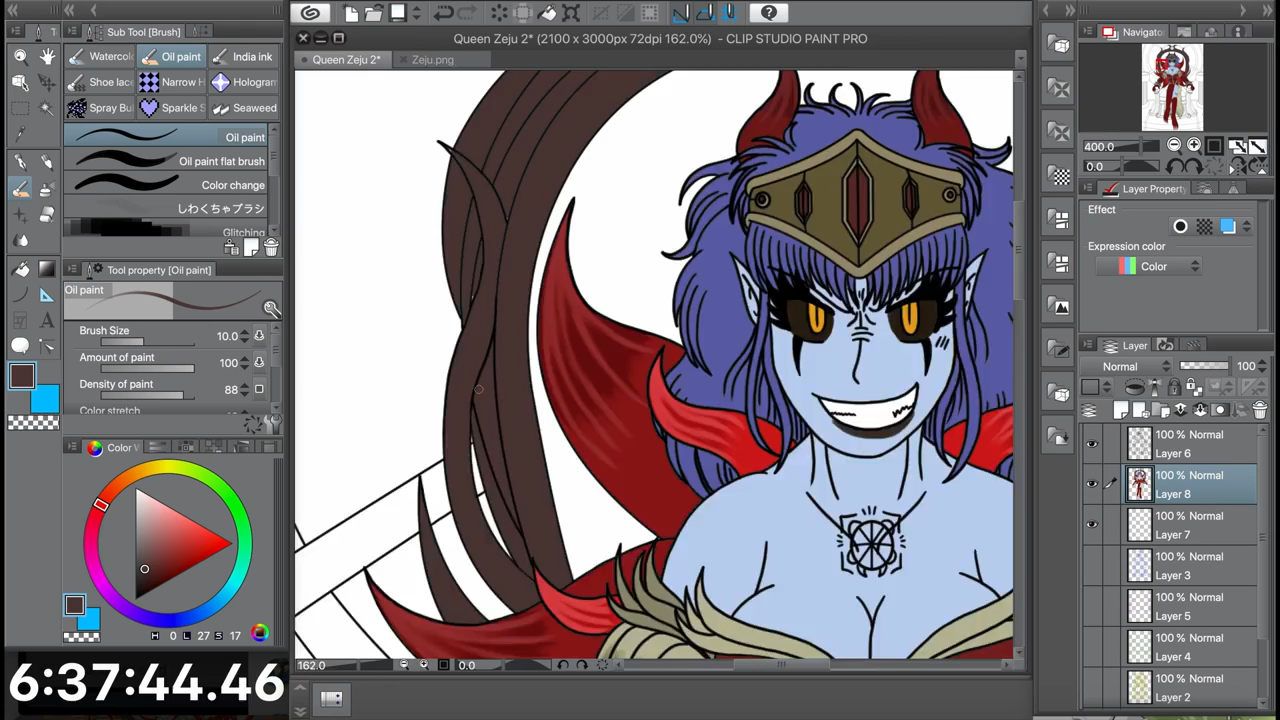 Queen Zeju 2* (2100 x 3000px 72dpi 162.0%) - CLIP STUDIO PAINT PRO
Queen Zeju 2*
Zeju.png
Sub Tool [Brush]
Watercol
Oil paint
India ink
Shoe lac
Narrow H
Hologram
Spray Bu
Sparkle S
Seaweed
Oil paint
Oil paint flat brush
Color change
しわくちゃブラシ
Glitching
Tool property [Oil paint]
Oil paint
Brush Size
10.0
Amount of paint
100
Density of paint
88
Color stretch
H 0 L 27 S 17
6:37:44.46
162.0
0.0
Navigator
400.0
0.0
Layer Property
Effect
Expression color
Color
Layer
Normal
100
100 % Normal
Layer 6
100 % Normal
Layer 8
100 % Normal
Layer 7
100 % Normal
Layer 3
100 % Normal
Layer 5
100 % Normal
Layer 4
100 % Normal
Layer 2